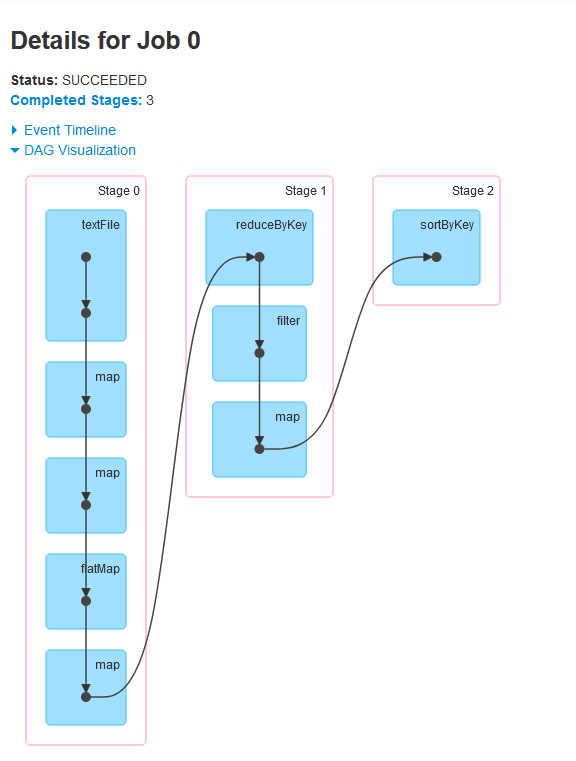 Details for Job 0
Status: SUCCEEDED
Completed Stages: 3
Event Timeline
DAG Visualization
Stage 0
textFile
map
map
flatMap
map
Stage 1
reduceByKey
filter
map
Stage 2
sortByKey